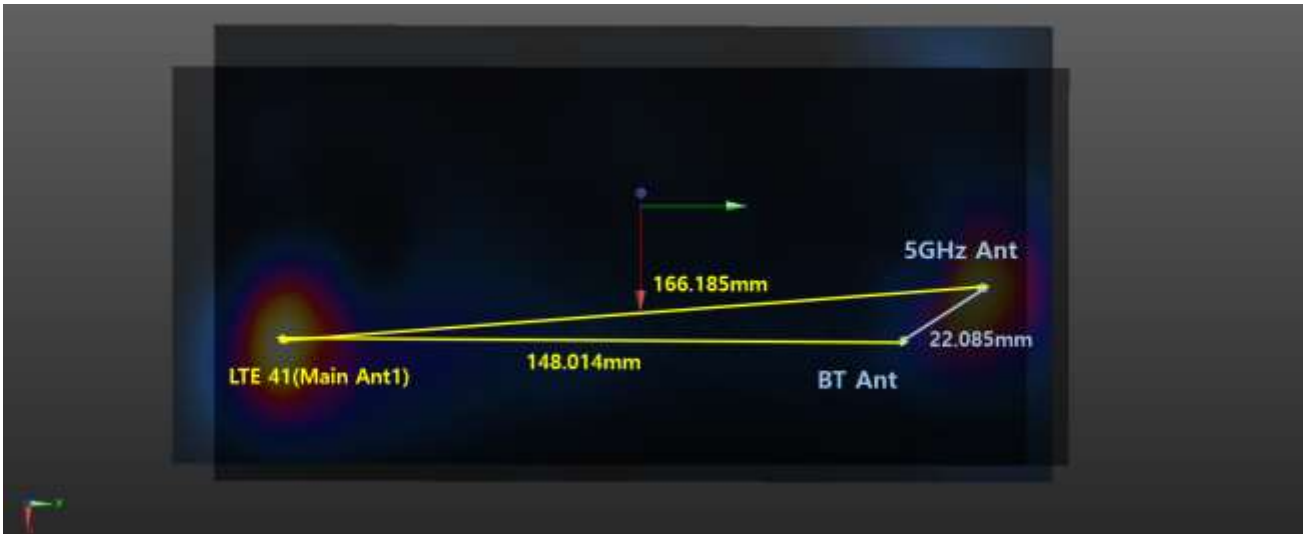 5GHz Ant
166.185mm
22.085mm
148.014mm
LTE 41(Main Ant1)
BT Ant